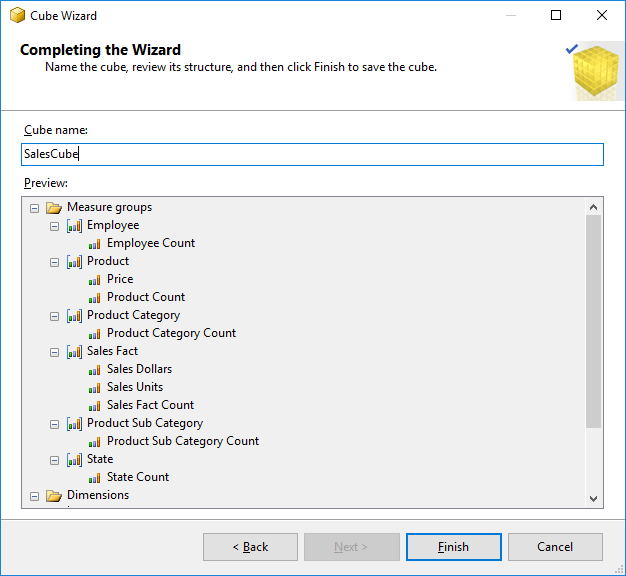 Cube Wizard
Completing the Wizard
Name the cube, review its structure, and then click Finish to save the cube.
Cube name:
SalesCube
Preview:
Measure groups
Employee
Employee Count
Product
Price
Product Count
Product Category
Product Category Count
Sales Fact
Sales Dollars
Sales Units
Sales Fact Count
Product Sub Category
Product Sub Category Count
State
State Count
Dimensions
< Back Next > Finish Cancel